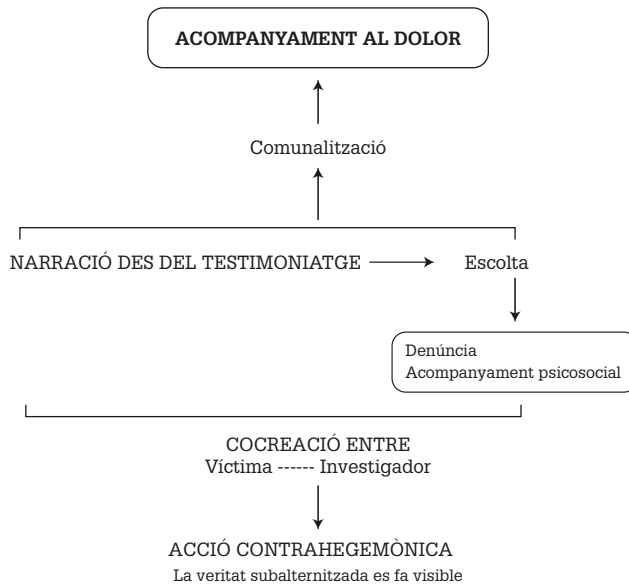 ACOMPANYAMENT AL DOLOR
Comunalització
NARRACIÓ DES DEL TESTIMONIATGE
Escolta
Denúncia
Acompanyament psicosocial
COCREACIÓ ENTRE
Víctima ------ Investigador
ACCIÓ CONTRAHEGEMÒNICA
La veritat subalternitzada es fa visible